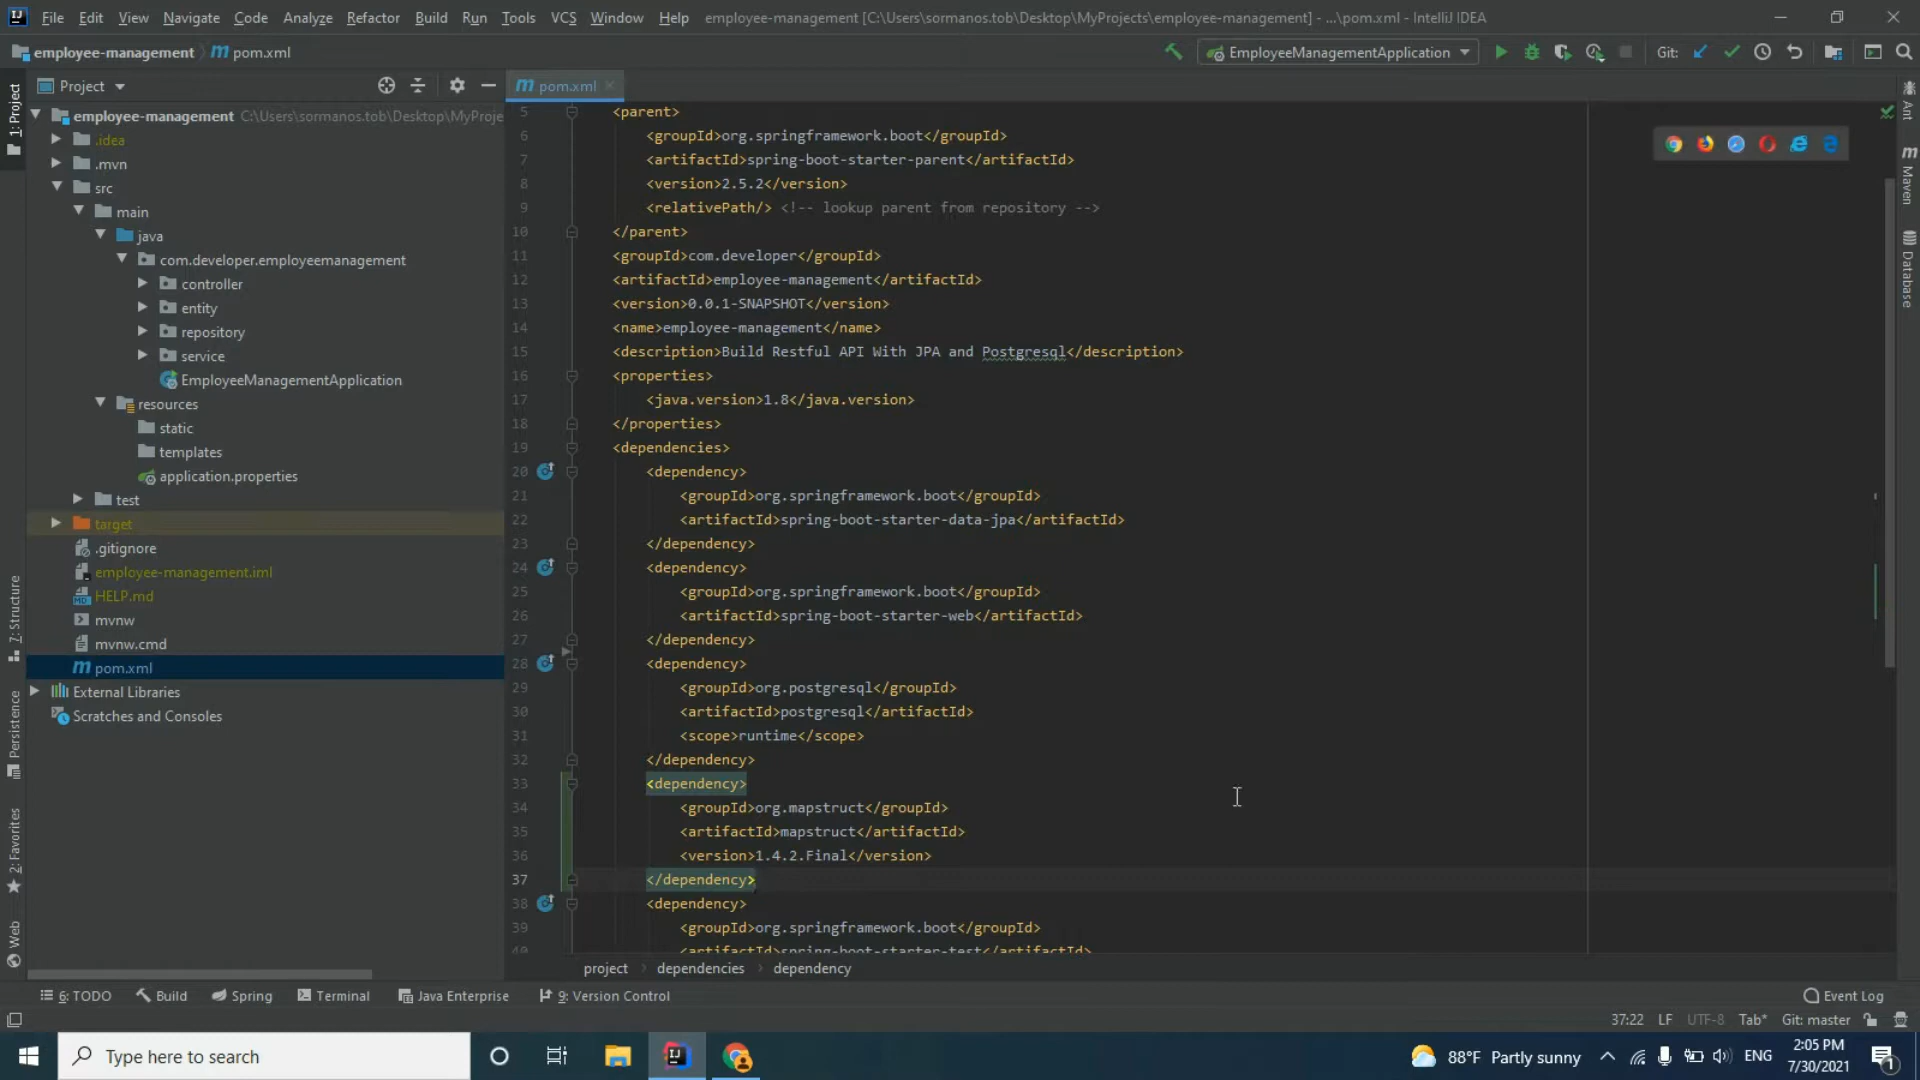 File Edit View Navigate Code Analyze Refactor Build Run Tools VCS Window Help employee-management [C:\Users\sormanos.tob\Desktop\MyProjects\employee-management] - ...\pom.xml - IntelliJ IDEA
employee-management pom.xml EmployeeManagementApplication Git:
Project pom.xml
1: Project
7: Structure
Persistence
2: Favorites
Web
employee-management C:\Users\sormanos.tob\Desktop\MyProje
.idea
.mvn
src
main
java
com.developer.employeemanagement
controller
entity
repository
service
EmployeeManagementApplication
resources
static
templates
application.properties
test
target
.gitignore
employee-management.iml
HELP.md
mvnw
mvnw.cmd
pom.xml
External Libraries
Scratches and Consoles
5 <parent>
6 <groupId>org.springframework.boot</groupId>
7 <artifactId>spring-boot-starter-parent</artifactId>
8 <version>2.5.2</version>
9 <relativePath/> <!-- lookup parent from repository -->
10 </parent>
11 <groupId>com.developer</groupId>
12 <artifactId>employee-management</artifactId>
13 <version>0.0.1-SNAPSHOT</version>
14 <name>employee-management</name>
15 <description>Build Restful API With JPA and Postgresql</description>
16 <properties>
17 <java.version>1.8</java.version>
18 </properties>
19 <dependencies>
20 <dependency>
21 <groupId>org.springframework.boot</groupId>
22 <artifactId>spring-boot-starter-data-jpa</artifactId>
23 </dependency>
24 <dependency>
25 <groupId>org.springframework.boot</groupId>
26 <artifactId>spring-boot-starter-web</artifactId>
27 </dependency>
28 <dependency>
29 <groupId>org.postgresql</groupId>
30 <artifactId>postgresql</artifactId>
31 <scope>runtime</scope>
32 </dependency>
33 <dependency>
34 <groupId>org.mapstruct</groupId>
35 <artifactId>mapstruct</artifactId>
36 <version>1.4.2.Final</version>
37 </dependency>
38 <dependency>
39 <groupId>org.springframework.boot</groupId>
40 <artifactId>spring-boot-starter-test</artifactId>
project dependencies dependency
Ant
Maven
Database
6: TODO Build Spring Terminal Java Enterprise 9: Version Control Event Log
37:22 LF UTF-8 Tab* Git: master
Type here to search 88°F Partly sunny ENG 2:05 PM
7/30/2021 1